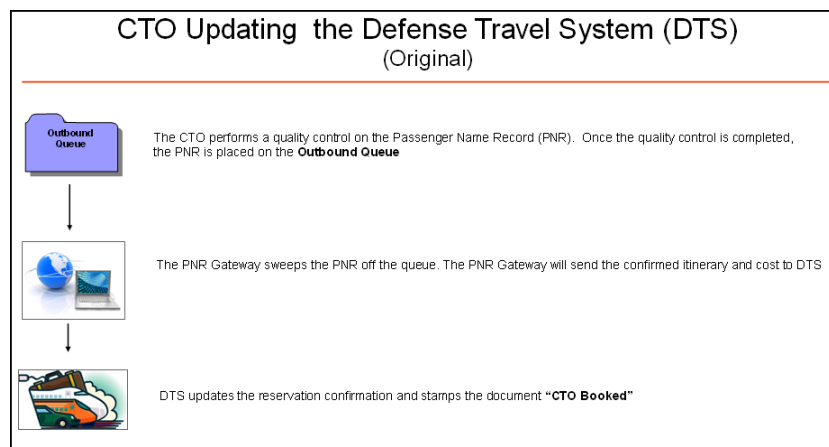 CTO Updating the Defense Travel System (DTS)
(Original)
Outbound
Queue
The CTO performs a quality control on the Passenger Name Record (PNR). Once the quality control is completed,
the PNR is placed on the Outbound Queue
The PNR Gateway sweeps the PNR off the queue. The PNR Gateway will send the confirmed itinerary and cost to DTS
DTS updates the reservation confirmation and stamps the document “CTO Booked”